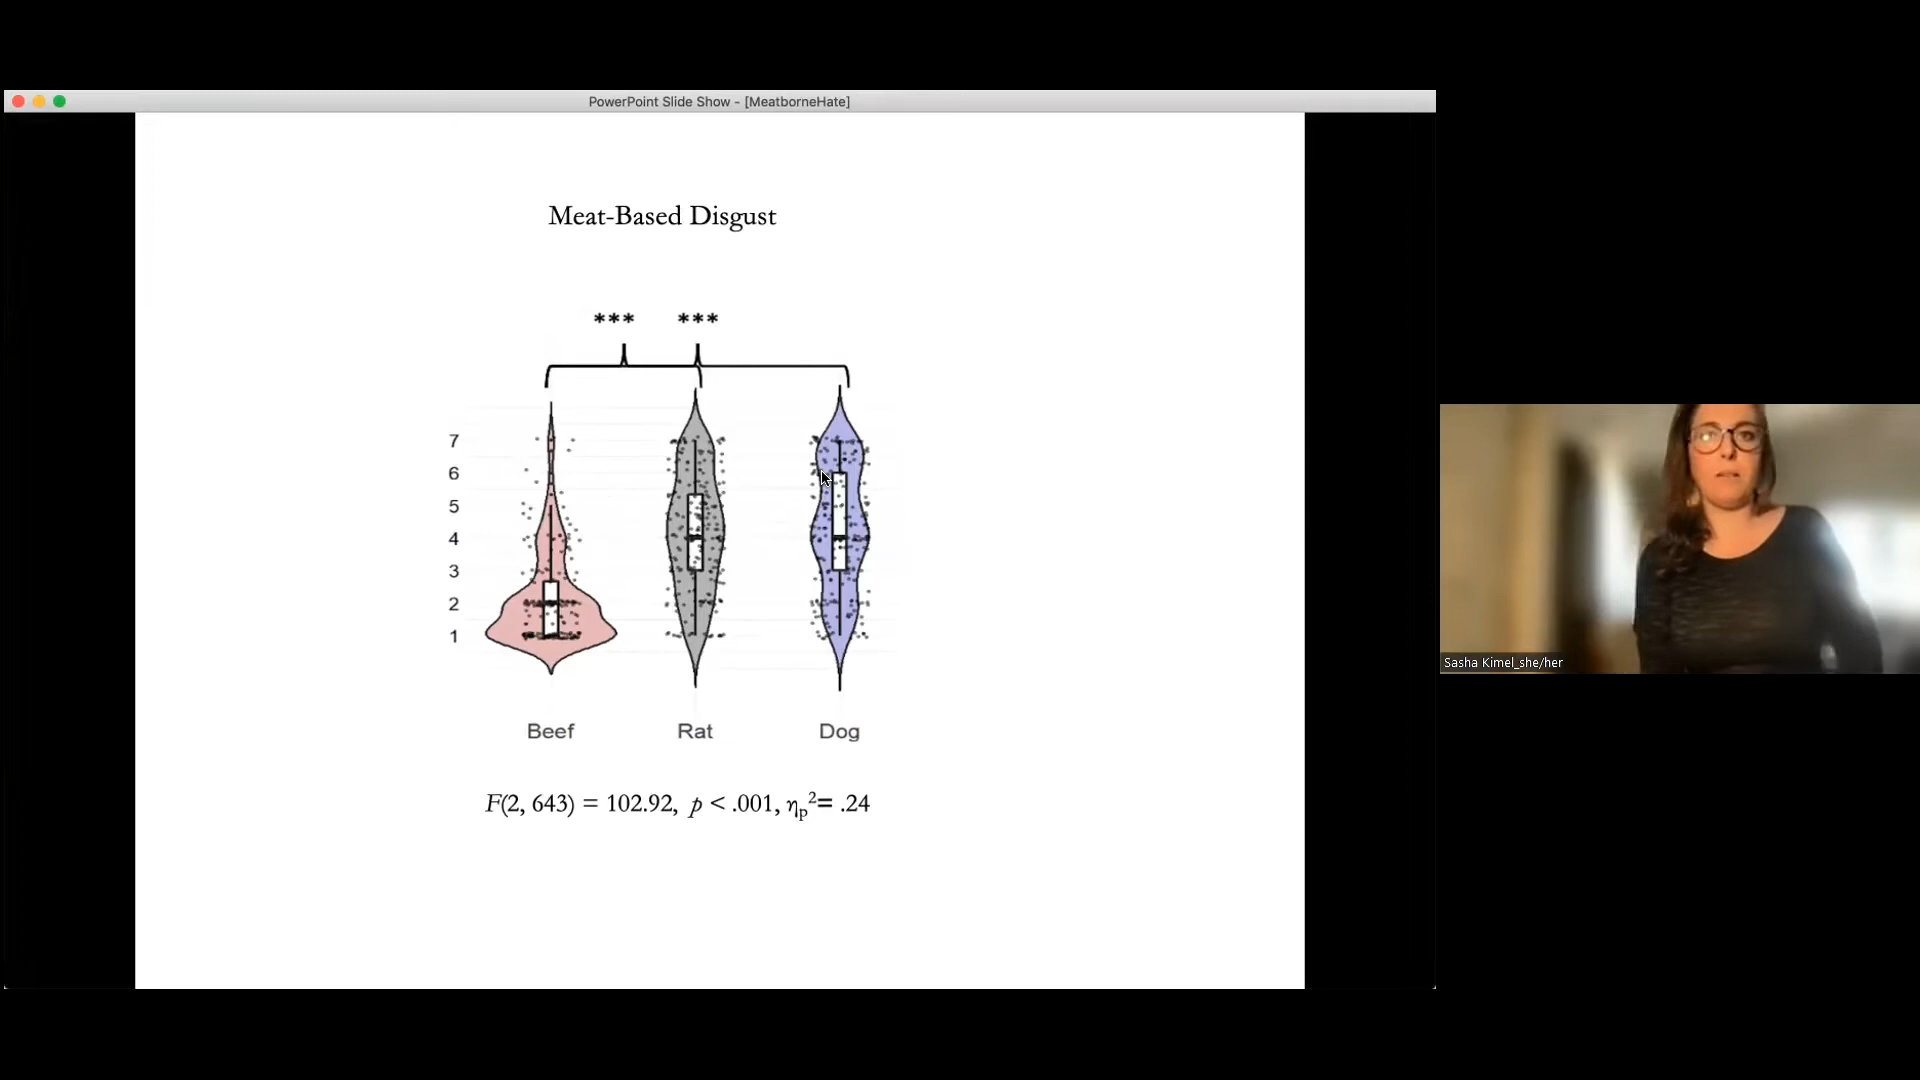 PowerPoint Slide Show - [MeatborneHate]
Meat-Based Disgust
*** ***
7
6
5
4
3
2
1
Beef Rat Dog
F(2, 643) = 102.92, p < .001, ηp²= .24
Sasha Kimel_she/her